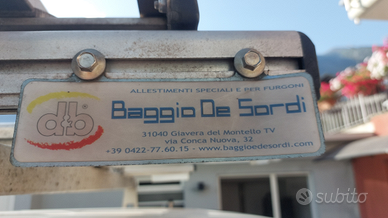 ALLESTIMENTI SPECIALI E PER FURGONI
db®
Baggio De Sordi
31040 Giavera del Montello TV
via Conca Nuova, 32
+39 0422-77.60.15 - www.baggiodesordi.com
subito